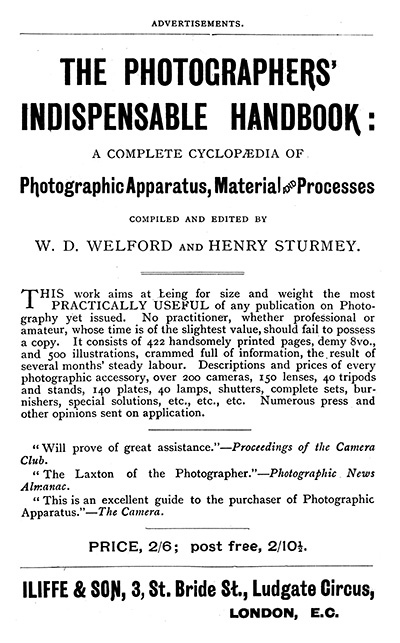 ADVERTISEMENTS.
THE PHOTOGRAPHERS'
INDISPENSABLE HANDBOOK:
A COMPLETE CYCLOPÆDIA OF
Photographic Apparatus, Material AND Processes
COMPILED AND EDITED BY
W. D. WELFORD AND HENRY STURMEY.
THIS work aims at being for size and weight the most
PRACTICALLY USEFUL of any publication on Photo-
graphy yet issued. No practitioner, whether professional or
amateur, whose time is of the slightest value, should fail to possess
a copy. It consists of 422 handsomely printed pages, demy 8vo.,
and 500 illustrations, crammed full of information, the result of
several months' steady labour. Descriptions and prices of every
photographic accessory, over 200 cameras, 150 lenses, 40 tripods
and stands, 140 plates, 40 lamps, shutters, complete sets, bur-
nishers, special solutions, etc., etc., etc. Numerous press and
other opinions sent on application.
"Will prove of great assistance."—Proceedings of the Camera
Club.
"The Laxton of the Photographer."—Photographic News
Almanac.
"This is an excellent guide to the purchaser of Photographic
Apparatus."—The Camera.
PRICE, 2/6; post free, 2/10½.
ILIFFE & SON, 3, St. Bride St., Ludgate Circus,
LONDON, E.C.